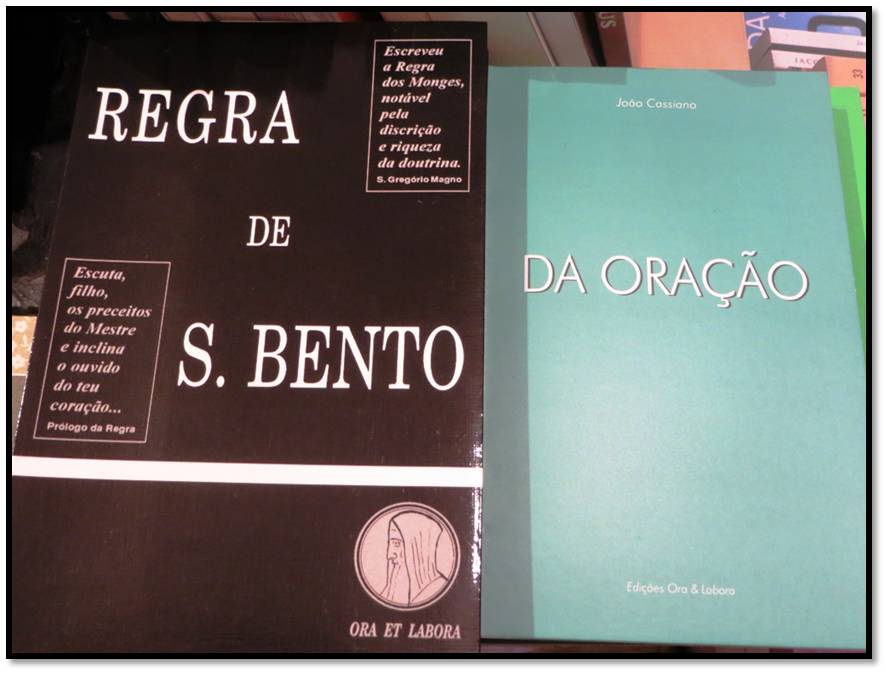 REGRA
DE
S. BENTO
Escreveu
a Regra
dos Monges,
notável
pela
discrição
e riqueza
da doutrina.
S. Gregório Magno
Escuta,
filho,
os preceitos
do Mestre
e inclina
o ouvido
do teu
coração...
Prólogo da Regra
ORA ET LABORA
João Cassiano
DA ORAÇÃO
Edições Ora & Labora
33